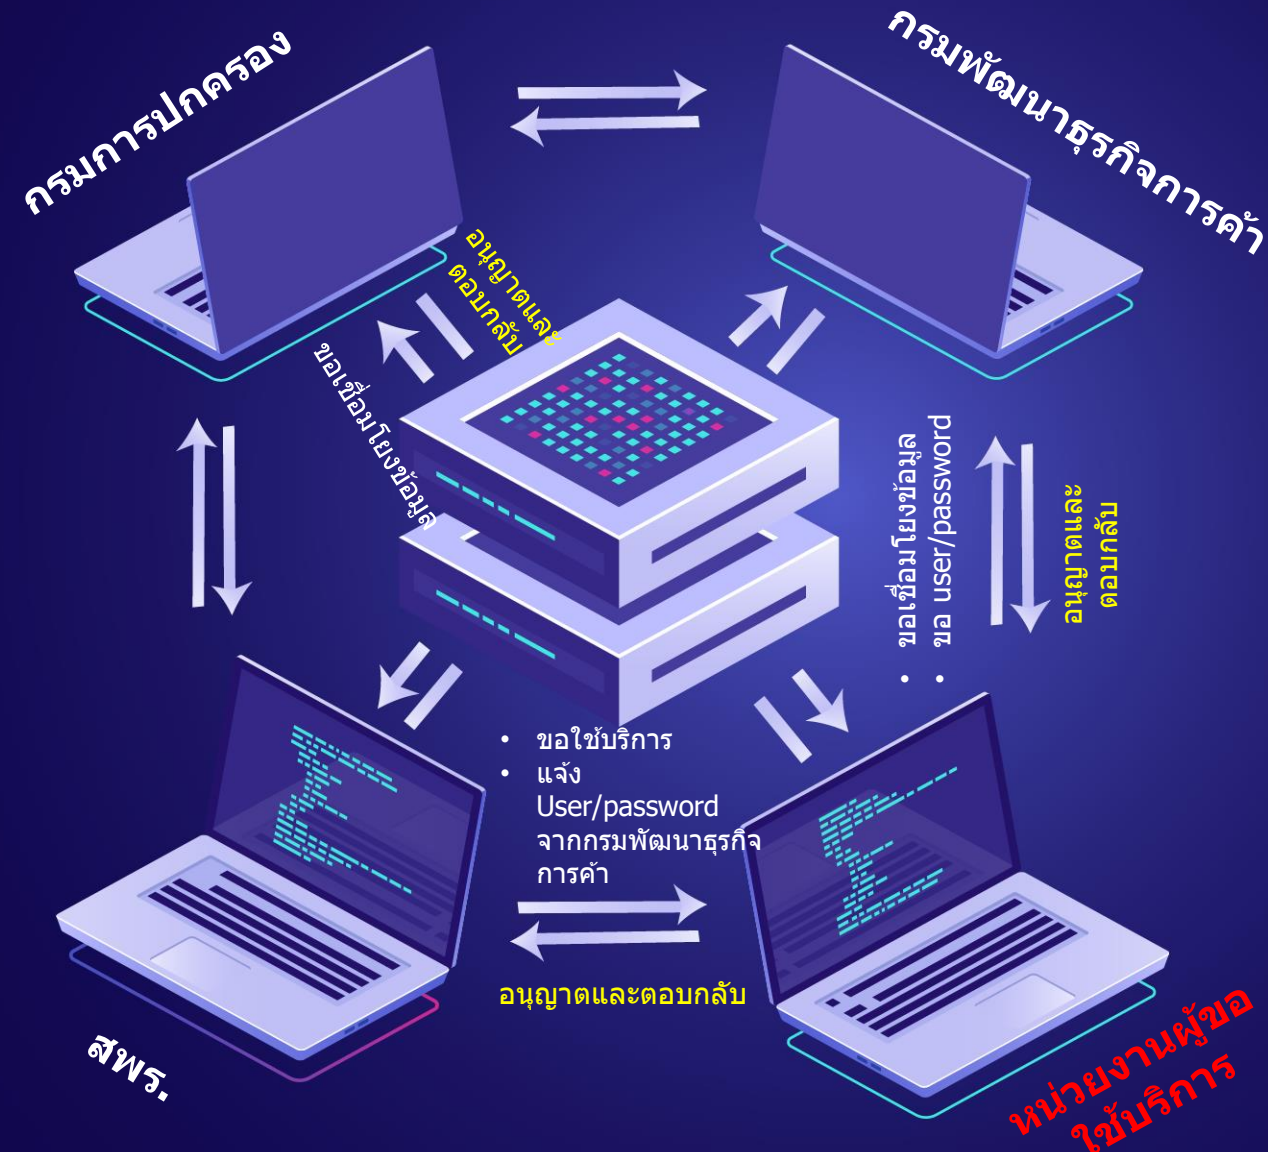 กรมการปกครอง
กรมพัฒนาธุรกิจการค้า
อนุญาตและ
ตอบกลับ
ขอเชื่อมโยงข้อมูล
• ขอเชื่อมโยงข้อมูล
• ขอ user/password
อนุญาตและ
ตอบกลับ
• ขอใช้บริการ
• แจ้ง
User/password
จากกรมพัฒนาธุรกิจ
การค้า
อนุญาตและตอบกลับ
สพร.
หน่วยงานผู้ขอ
ใช้บริการ